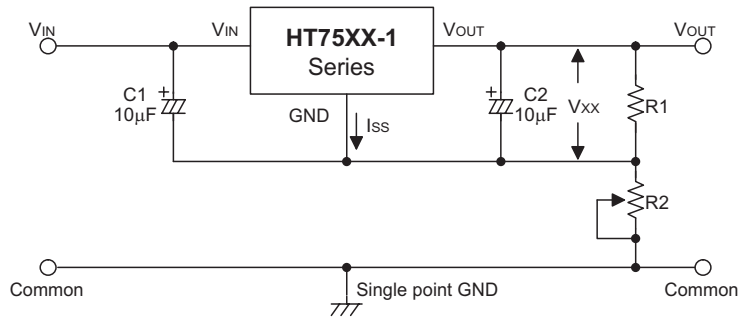 VIN
VIN
HT75XX-1
Series
VOUT
VOUT
C1
10μF
GND
ISS
C2
10μF
VXX
R1
R2
Common
Single point GND
Common